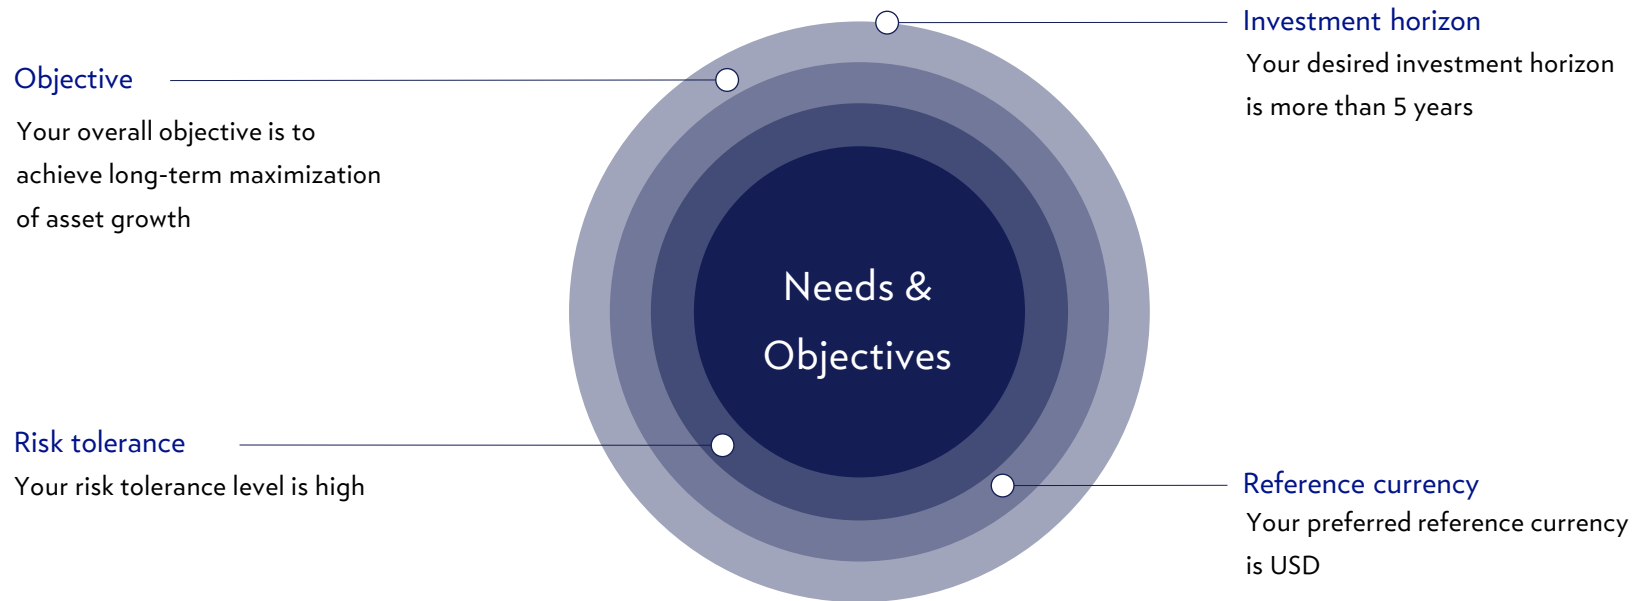 Objective
Your overall objective is to
achieve long-term maximization
of asset growth
Investment horizon
Your desired investment horizon
is more than 5 years
Needs &
Objectives
Risk tolerance
Your risk tolerance level is high
Reference currency
Your preferred reference currency
is USD